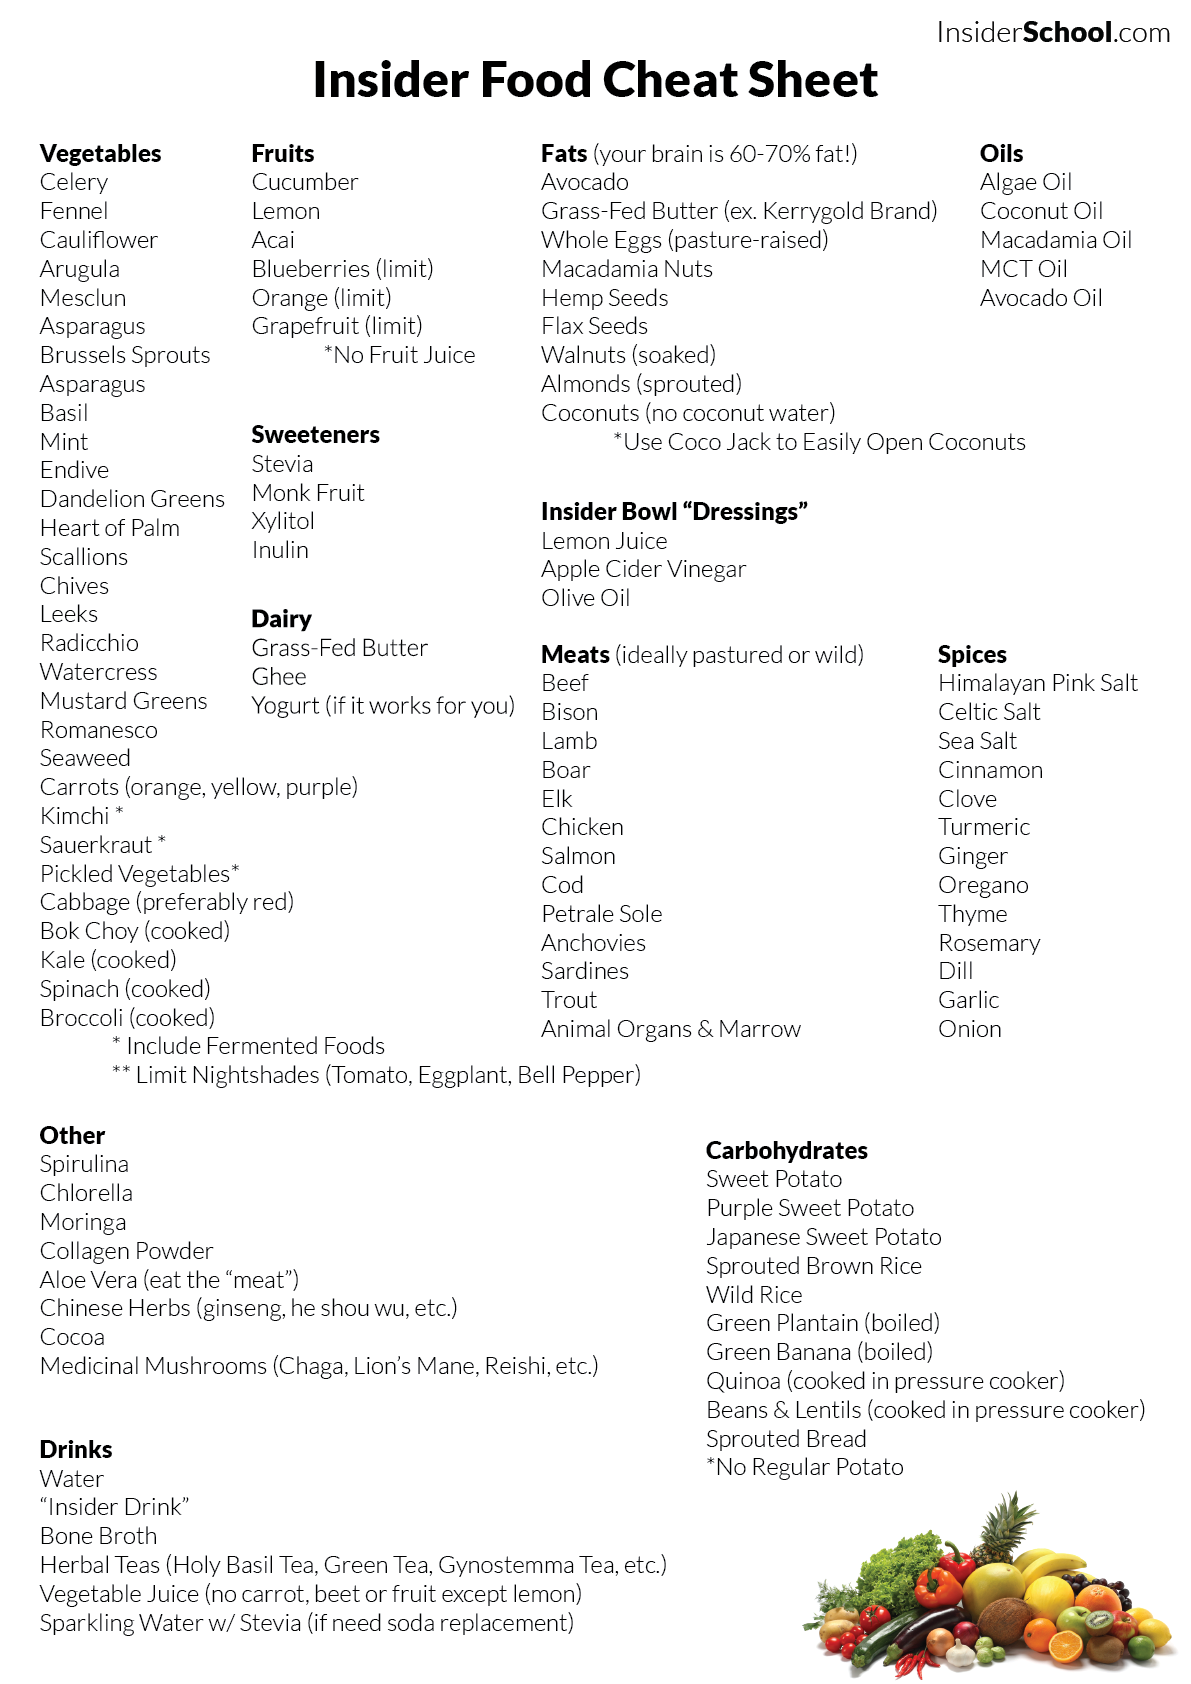 InsiderSchool.com
Insider Food Cheat Sheet
Vegetables
Celery
Fennel
Cauliflower
Arugula
Mesclun
Asparagus
Brussels Sprouts
Asparagus
Basil
Mint
Endive
Dandelion Greens
Heart of Palm
Scallions
Chives
Leeks
Radicchio
Watercress
Mustard Greens
Romanesco
Seaweed
Carrots (orange, yellow, purple)
Kimchi *
Sauerkraut *
Pickled Vegetables*
Cabbage (preferably red)
Bok Choy (cooked)
Kale (cooked)
Spinach (cooked)
Broccoli (cooked)
* Include Fermented Foods
** Limit Nightshades (Tomato, Eggplant, Bell Pepper)
Fruits
Cucumber
Lemon
Acai
Blueberries (limit)
Orange (limit)
Grapefruit (limit)
*No Fruit Juice
Sweeteners
Stevia
Monk Fruit
Xylitol
Inulin
Dairy
Grass-Fed Butter
Ghee
Yogurt (if it works for you)
Fats (your brain is 60-70% fat!)
Avocado
Grass-Fed Butter (ex. Kerrygold Brand)
Whole Eggs (pasture-raised)
Macadamia Nuts
Hemp Seeds
Flax Seeds
Walnuts (soaked)
Almonds (sprouted)
Coconuts (no coconut water)
*Use Coco Jack to Easily Open Coconuts
Oils
Algae Oil
Coconut Oil
Macadamia Oil
MCT Oil
Avocado Oil
Insider Bowl “Dressings”
Lemon Juice
Apple Cider Vinegar
Olive Oil
Meats (ideally pastured or wild)
Beef
Bison
Lamb
Boar
Elk
Chicken
Salmon
Cod
Petrale Sole
Anchovies
Sardines
Trout
Animal Organs & Marrow
Spices
Himalayan Pink Salt
Celtic Salt
Sea Salt
Cinnamon
Clove
Turmeric
Ginger
Oregano
Thyme
Rosemary
Dill
Garlic
Onion
Other
Spirulina
Chlorella
Moringa
Collagen Powder
Aloe Vera (eat the “meat”)
Chinese Herbs (ginseng, he shou wu, etc.)
Cocoa
Medicinal Mushrooms (Chaga, Lion’s Mane, Reishi, etc.)
Drinks
Water
“Insider Drink”
Bone Broth
Herbal Teas (Holy Basil Tea, Green Tea, Gynostemma Tea, etc.)
Vegetable Juice (no carrot, beet or fruit except lemon)
Sparkling Water w/ Stevia (if need soda replacement)
Carbohydrates
Sweet Potato
Purple Sweet Potato
Japanese Sweet Potato
Sprouted Brown Rice
Wild Rice
Green Plantain (boiled)
Green Banana (boiled)
Quinoa (cooked in pressure cooker)
Beans & Lentils (cooked in pressure cooker)
Sprouted Bread
*No Regular Potato